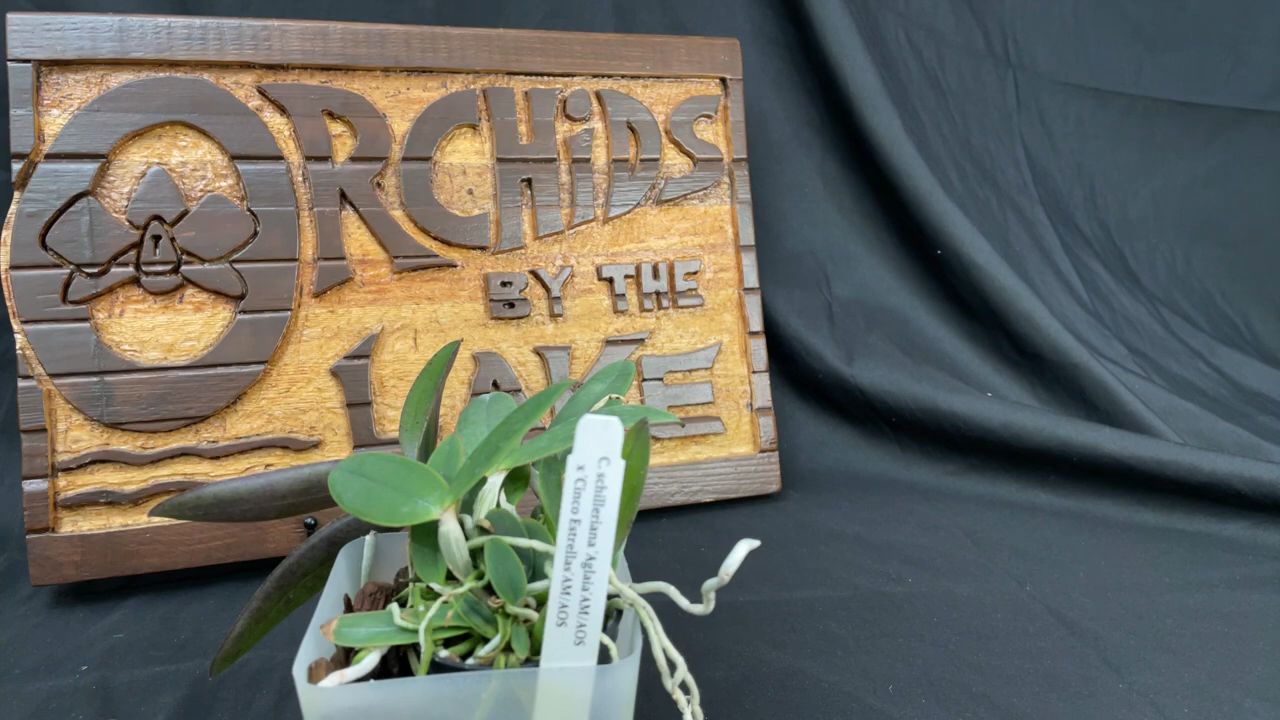 ORCHiDS
BY THE
LAKE
C. schilleriana 'Aglaia' AM/AOS
x 'Cinco Estrellas' AM/AOS